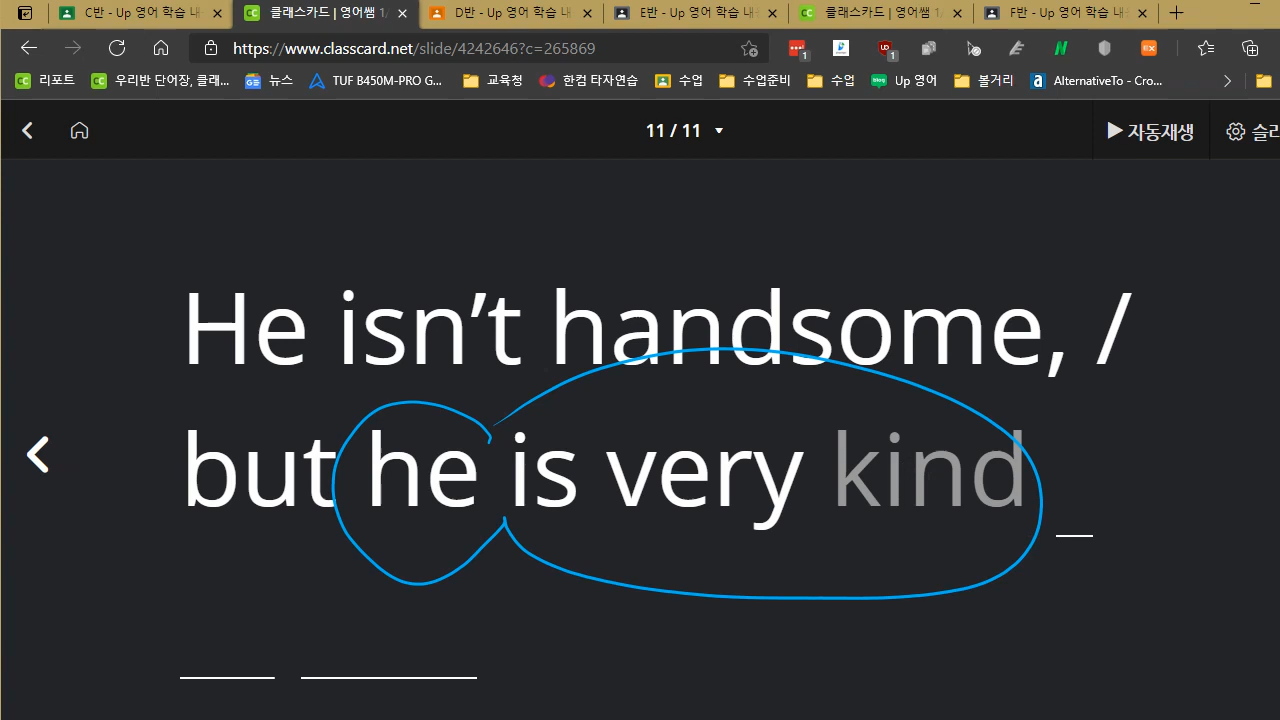 C반 - Up 영어 학습 내
클래스카드 | 영어쌤 1
D반 - Up 영어 학습 내
E반 - Up 영어 학습 내
클래스카드 | 영어쌤 1
F반 - Up 영어 학습 내
https://www.classcard.net/slide/4242646?c=265869
리포트
우리반 단어장, 클래...
뉴스
TUF B450M-PRO G...
교육청
한컴 타자연습
수업
수업준비
수업
Up 영어
볼거리
AlternativeTo - Cro...
11 / 11
자동재생
He isn’t handsome, /
but he is very kind